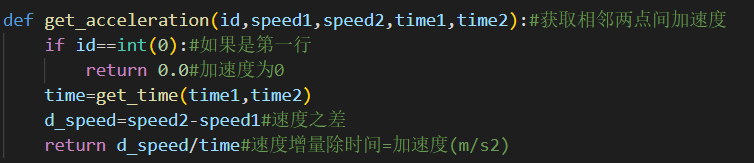 def get_acceleration(id,speed1,speed2,time1,time2):#获取相邻两点间加速度
    if id==int(0):#如果是第一行
        return 0.0#加速度为0
    time=get_time(time1,time2)
    d_speed=speed2-speed1#速度之差
    return d_speed/time#速度增量除时间=加速度(m/s2)